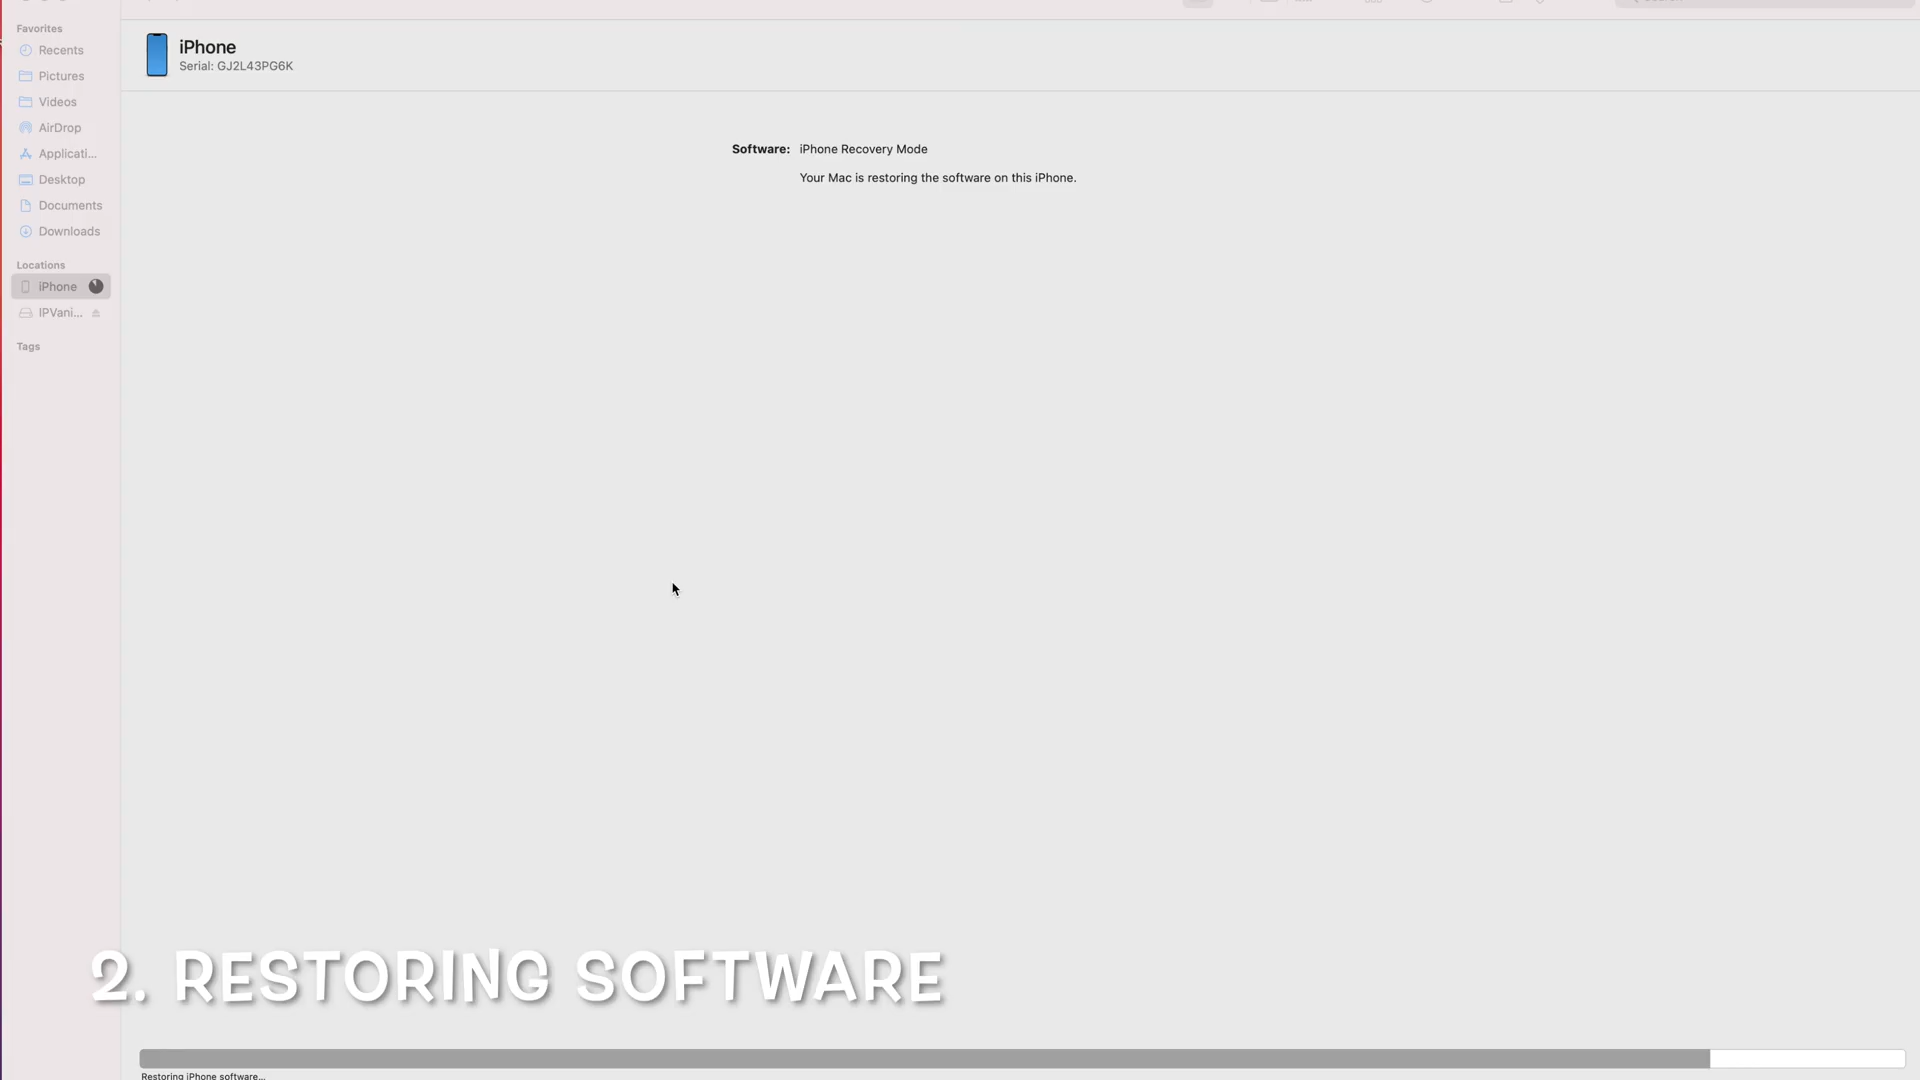 Favorites
Recents
Pictures
Videos
AirDrop
Applicati...
Desktop
Documents
Downloads
Locations
iPhone
IPVani...
Tags
iPhone
Serial: GJ2L43PG6K
Software: iPhone Recovery Mode
Your Mac is restoring the software on this iPhone.
2. RESTORING SOFTWARE
Restoring iPhone software...